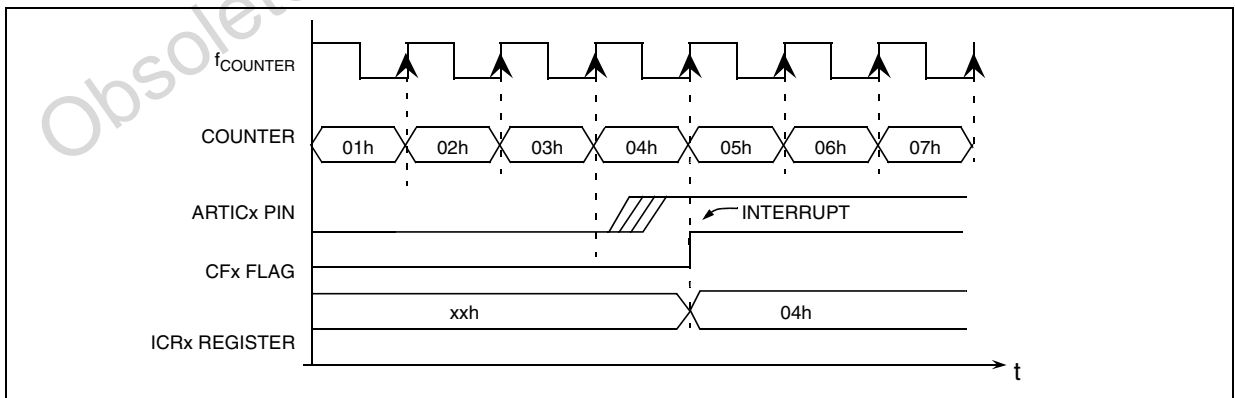 Obsolete
fCOUNTER
COUNTER
01h 02h 03h 04h 05h 06h 07h
ARTICx PIN
INTERRUPT
CFx FLAG
xxh 04h
ICRx REGISTER
t